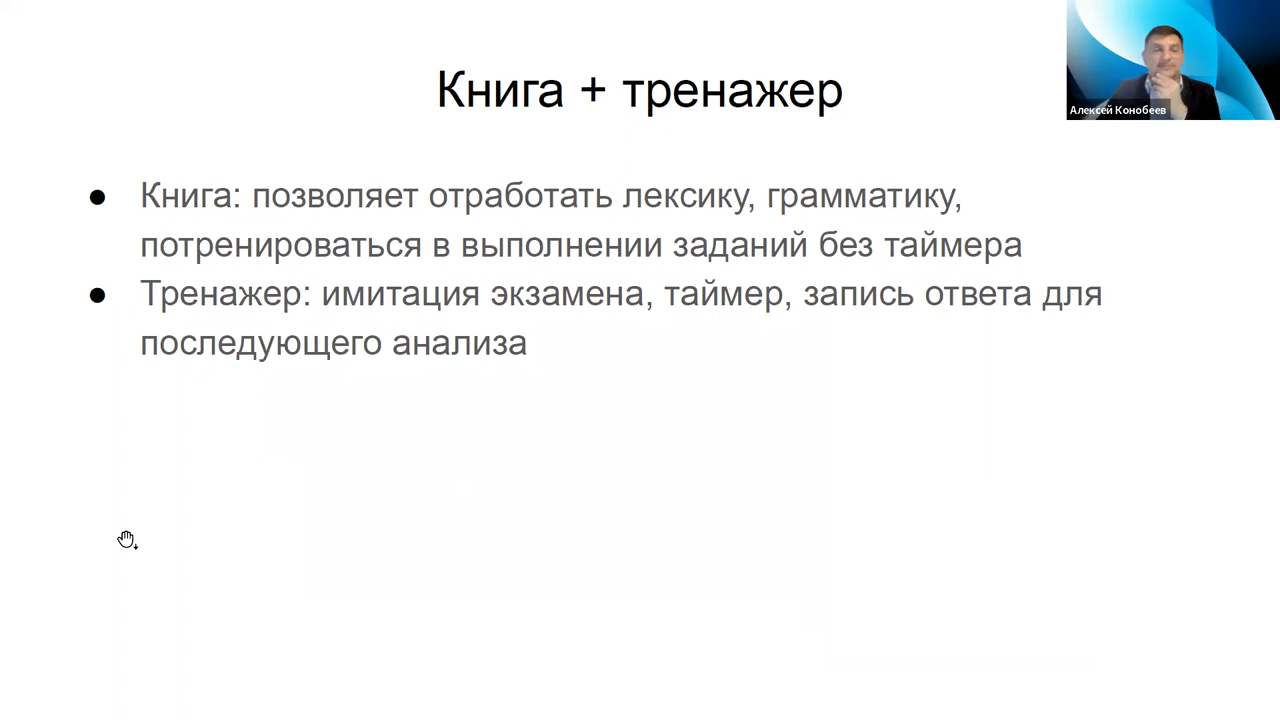 Книга + тренажер
Алексей Конобеев
● Книга: позволяет отработать лексику, грамматику,
потренироваться в выполнении заданий без таймера
● Тренажер: имитация экзамена, таймер, запись ответа для
последующего анализа